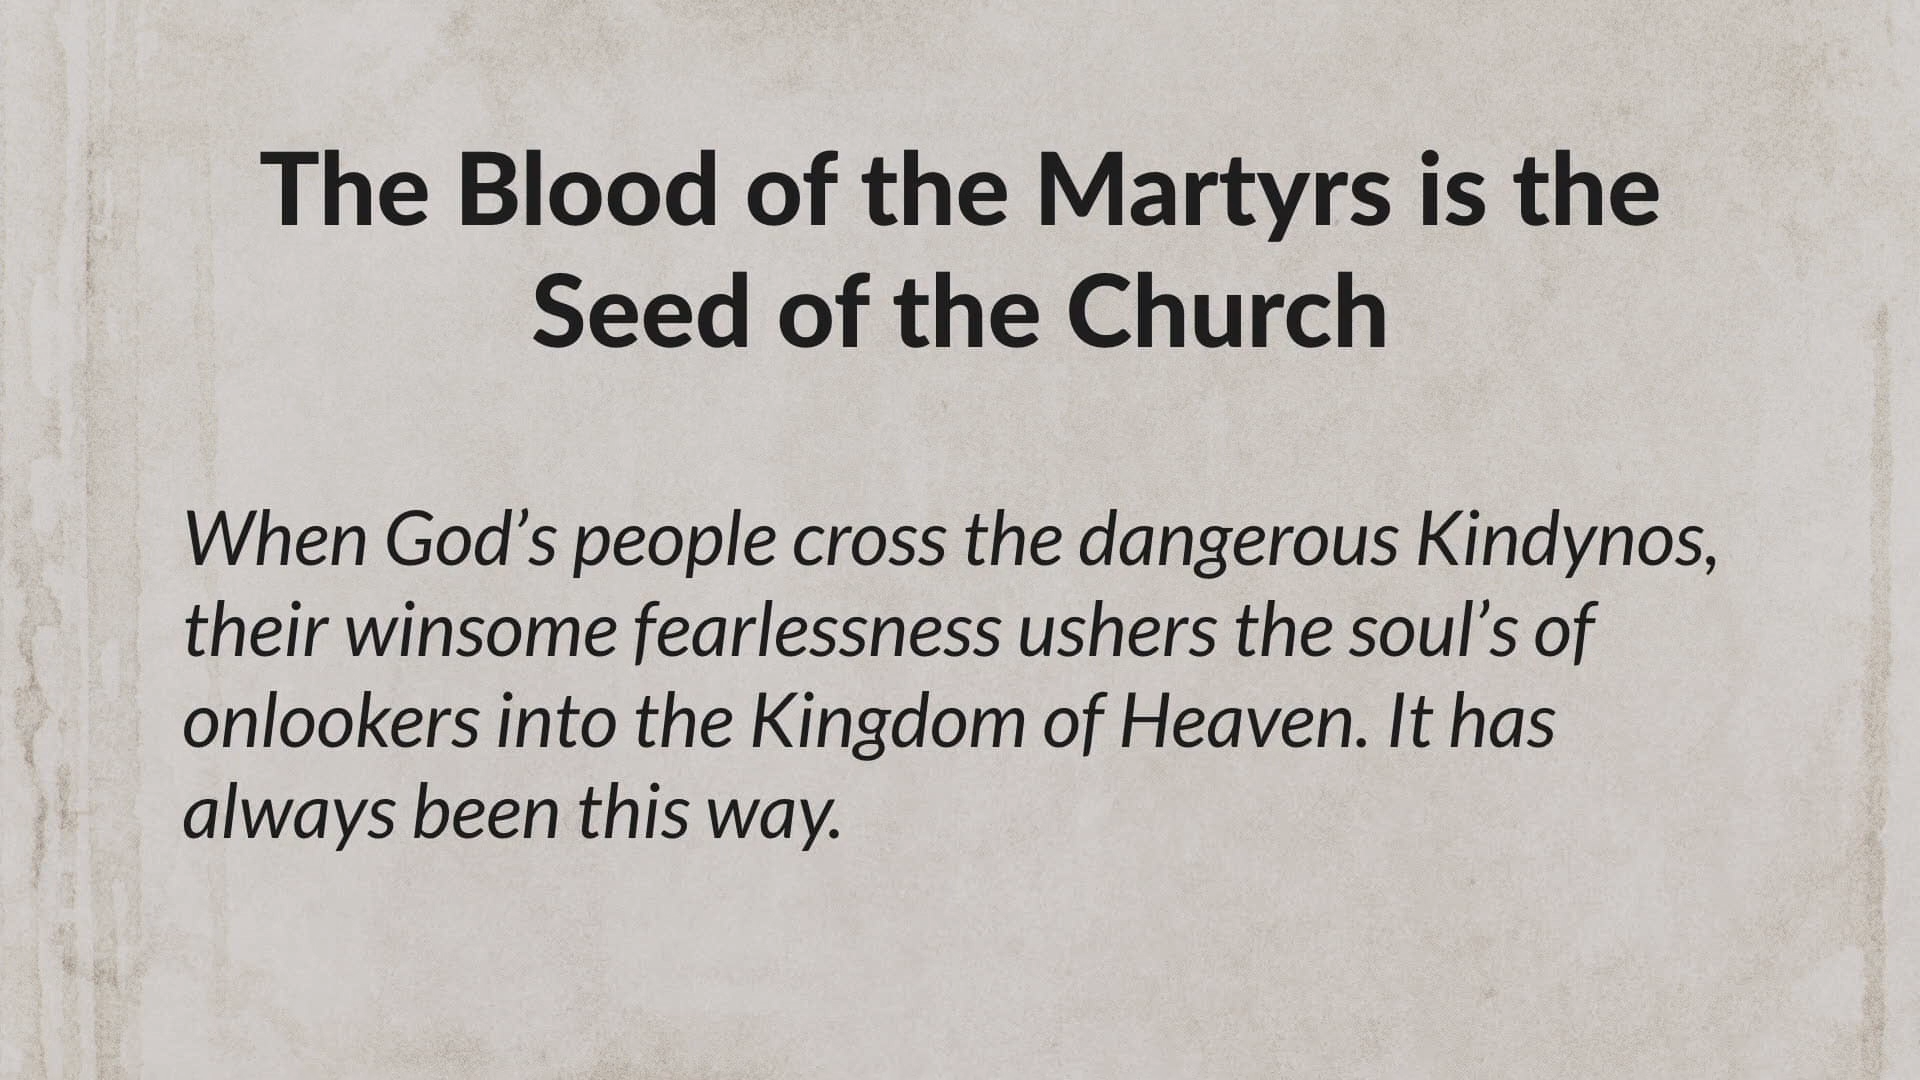 The Blood of the Martyrs is the
Seed of the Church
When God’s people cross the dangerous Kindynos,
their winsome fearlessness ushers the soul’s of
onlookers into the Kingdom of Heaven. It has
always been this way.